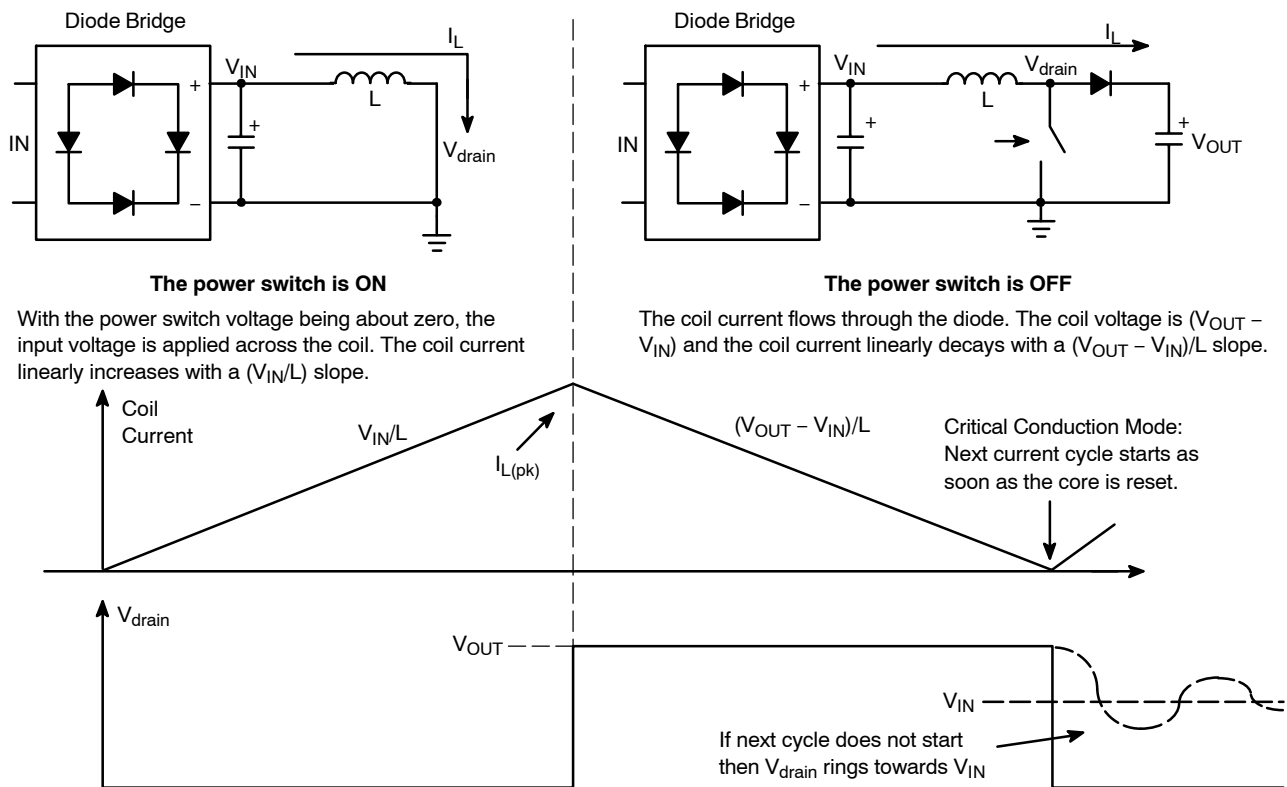 Diode Bridge
IN
+
−
V_IN
+
L
I_L
V_drain
Diode Bridge
IN
+
−
V_IN
+
L
I_L
V_drain
+
V_OUT
The power switch is ON
With the power switch voltage being about zero, the
input voltage is applied across the coil. The coil current
linearly increases with a (V_IN/L) slope.
The power switch is OFF
The coil current flows through the diode. The coil voltage is (V_OUT −
V_IN) and the coil current linearly decays with a (V_OUT − V_IN)/L slope.
Coil
Current
V_IN/L
I_L(pk)
(V_OUT − V_IN)/L
Critical Conduction Mode:
Next current cycle starts as
soon as the core is reset.
V_drain
V_OUT
V_IN
If next cycle does not start
then V_drain rings towards V_IN